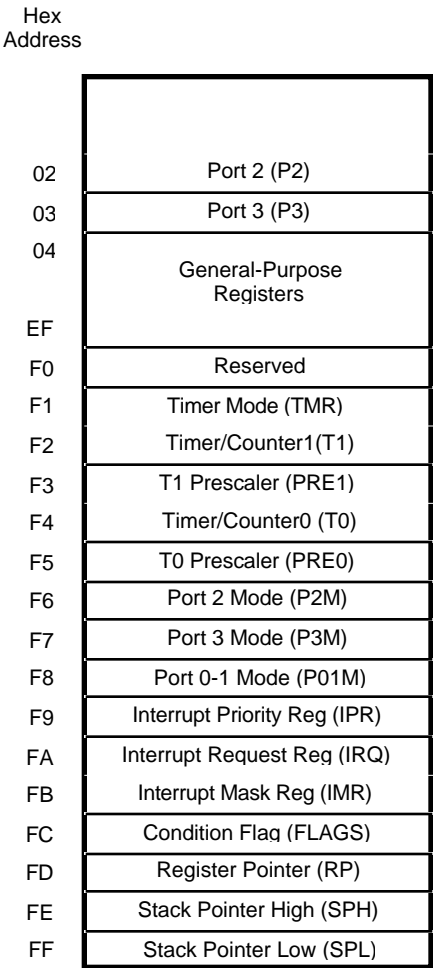 Hex
Address
02 Port 2 (P2)
03 Port 3 (P3)
04
General-Purpose
Registers
EF
F0 Reserved
F1 Timer Mode (TMR)
F2 Timer/Counter1(T1)
F3 T1 Prescaler (PRE1)
F4 Timer/Counter0 (T0)
F5 T0 Prescaler (PRE0)
F6 Port 2 Mode (P2M)
F7 Port 3 Mode (P3M)
F8 Port 0-1 Mode (P01M)
F9 Interrupt Priority Reg (IPR)
FA Interrupt Request Reg (IRQ)
FB Interrupt Mask Reg (IMR)
FC Condition Flag (FLAGS)
FD Register Pointer (RP)
FE Stack Pointer High (SPH)
FF Stack Pointer Low (SPL)